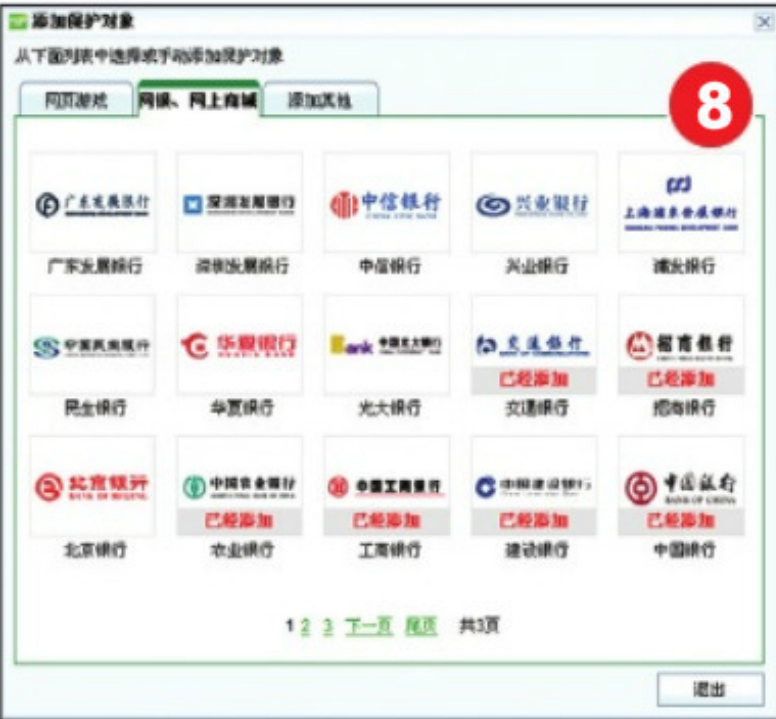 添加保护对象
从下面列表中选择或手动添加保护对象
网页游戏 网银、网上商城 添加其他
8
广东发展银行 深圳发展银行 中信银行 兴业银行 上海浦东发展银行
广东发展银行 深圳发展银行 中信银行 兴业银行 浦发银行
中国民生银行 华夏银行 Bank 中国光大银行 交通银行 招商银行
已经添加 已经添加
民生银行 华夏银行 光大银行 交通银行 招商银行
北京银行 中国农业银行 中国工商银行 中国建设银行 中国银行
BANK OF BEIJING BANK OF CHINA
已经添加 已经添加 已经添加 已经添加
北京银行 农业银行 工商银行 建设银行 中国银行
1 2 3 下一页 尾页 共3页
退出